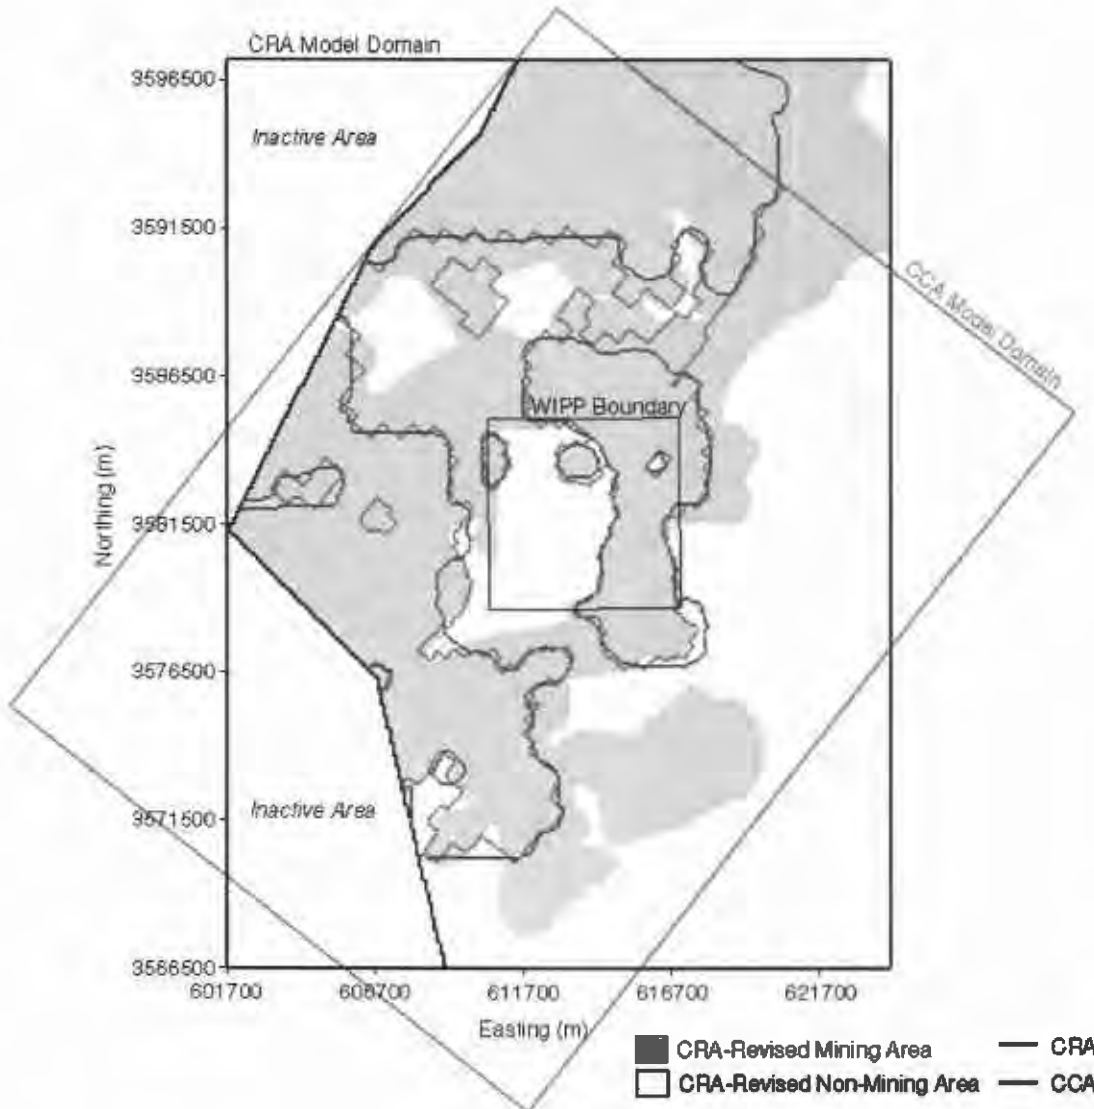 CRA Model Domain
3596500
Inactive Area
3591500
CCA Model Domain
3586500
WIPP Boundary
Northing (m)
3581500
3576500
Inactive Area
3571500
3566500
601700 606700 611700 616700 621700
Easting (m)
CRA-Revised Mining Area CRA
CRA-Revised Non-Mining Area CCA